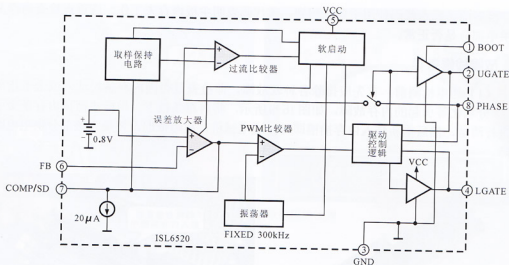 VCC
5
取样保持
电路
+
−
过流比较器
软启动
1 BOOT
2 UGATE
8 PHASE
+
0.8V
误差放大器
+
−
PWM比较器
+
−
驱动
控制
逻辑
VCC
FB 6
COMP/SD 7
4 LGATE
20μA
振荡器
FIXED 300kHz
ISL6520
3
GND